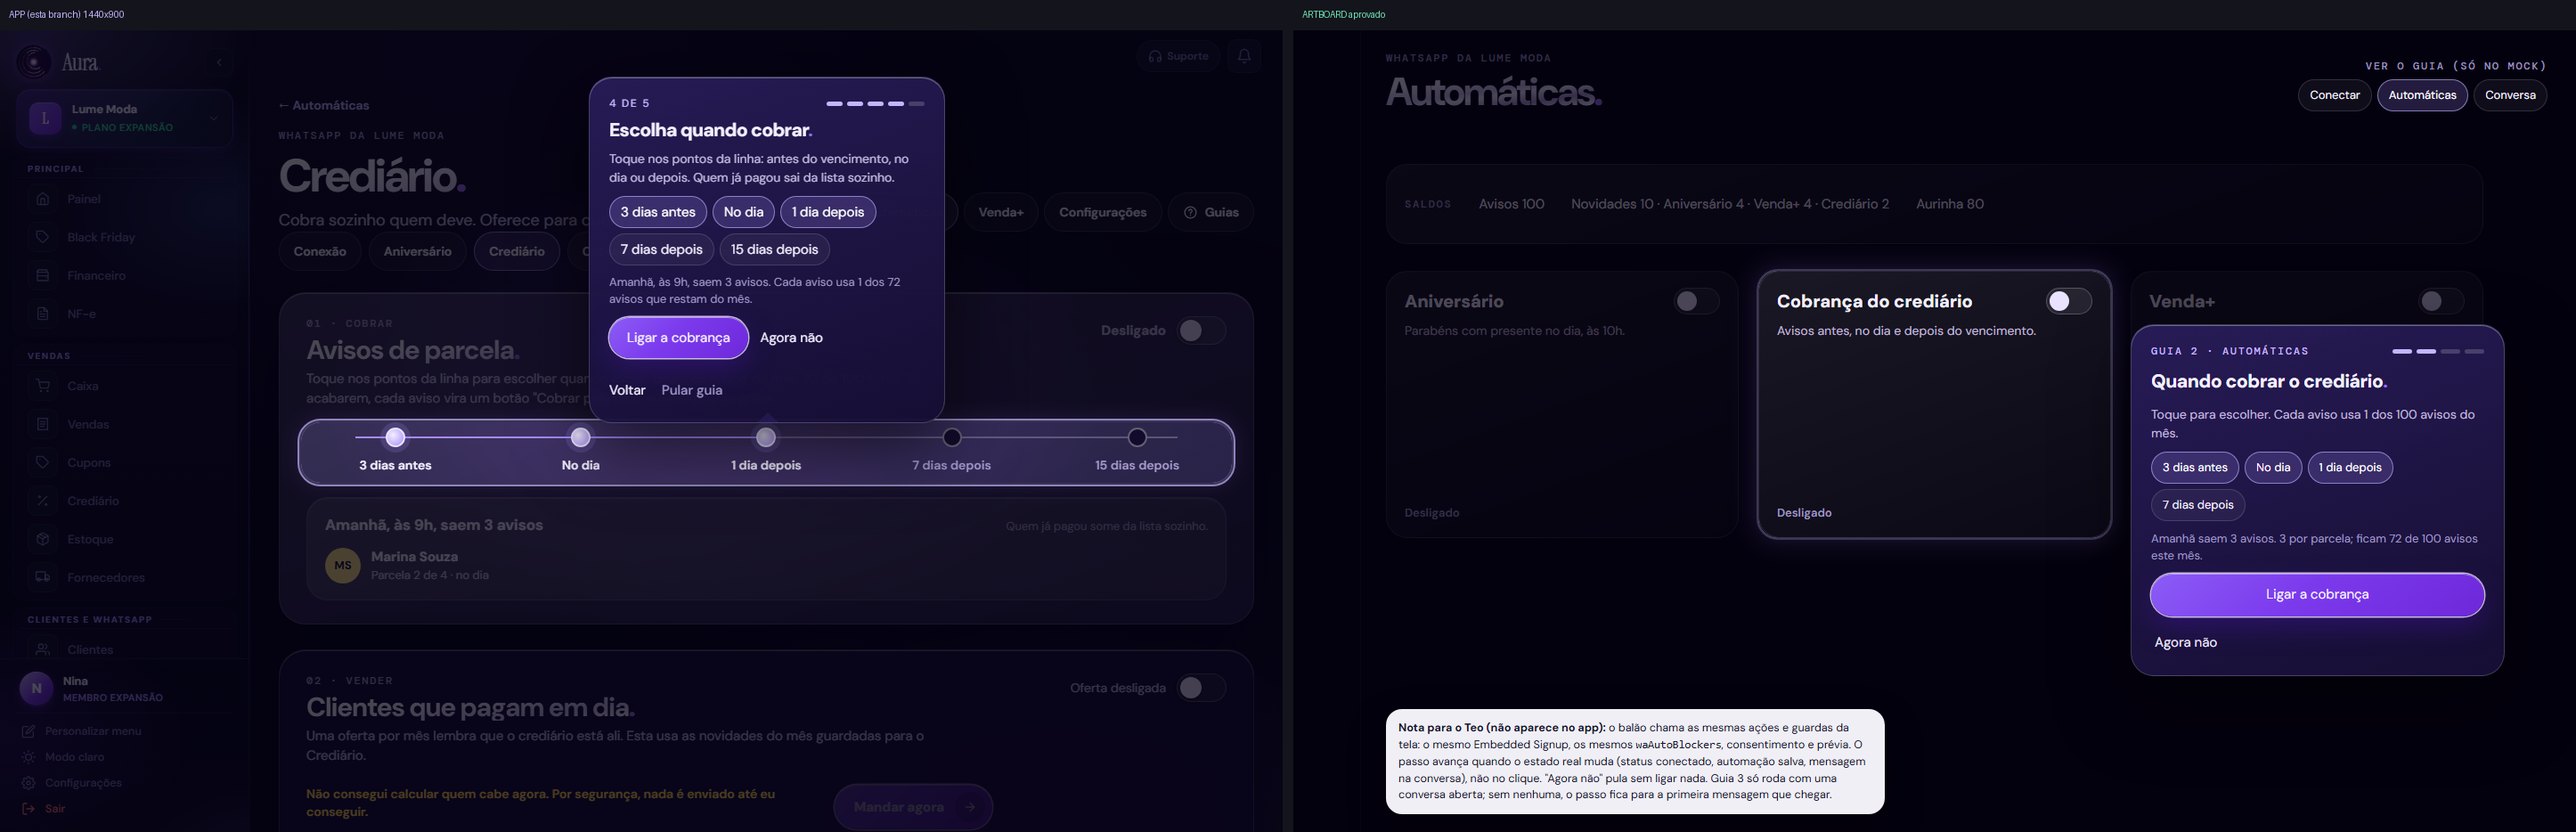 APP (esta branch) 1440x900
Aura
Lume Moda
L
PLANO EXPANSÃO
PRINCIPAL
Painel
Black Friday
Financeiro
NF-e
VENDAS
Caixa
Vendas
Cupons
Crediário
Estoque
Fornecedores
CLIENTES E WHATSAPP
Clientes
N
Nina
MEMBRO EXPANSÃO
Personalizar menu
Modo claro
Configurações
Sair
Suporte
← Automáticas
WHATSAPP DA LUME MODA
Crediário.
Cobra sozinho quem deve. Oferece para
Venda+
Configurações
Guias
Conexão
Aniversário
Crediário
01 · COBRAR
Avisos de parcela.
Desligado
Toque nos pontos da linha para escolher
acabarem, cada aviso vira um botão "Cobrar
4 DE 5
Escolha quando cobrar.
Toque nos pontos da linha: antes do vencimento, no
dia ou depois. Quem já pagou sai da lista sozinho.
3 dias antes
No dia
1 dia depois
7 dias depois
15 dias depois
Amanhã, às 9h, saem 3 avisos. Cada aviso usa 1 dos 72
avisos que restam do mês.
Ligar a cobrança
Agora não
Voltar
Pular guia
3 dias antes
No dia
1 dia depois
7 dias depois
15 dias depois
Amanhã, às 9h, saem 3 avisos
Quem já pagou some da lista sozinho.
MS
Marina Souza
Parcela 2 de 4 · no dia
02 · VENDER
Oferta desligada
Clientes que pagam em dia.
Uma oferta por mês lembra que o crediário está ali. Esta usa as novidades do mês guardadas para o
Crediário.
Não consegui calcular quem cabe agora. Por segurança, nada é enviado até eu
conseguir.
Mandar agora
ARTBOARD aprovado
WHATSAPP DA LUME MODA
Automáticas.
VER O GUIA (SÓ NO MOCK)
Conectar
Automáticas
Conversa
SALDOS
Avisos 100
Novidades 10 · Aniversário 4 · Venda+ 4 · Crediário 2
Aurinha 80
Aniversário
Parabéns com presente no dia, às 10h.
Desligado
Cobrança do crediário
Avisos antes, no dia e depois do vencimento.
Desligado
Venda+
GUIA 2 · AUTOMÁTICAS
Quando cobrar o crediário.
Toque para escolher. Cada aviso usa 1 dos 100 avisos do
mês.
3 dias antes
No dia
1 dia depois
7 dias depois
Amanhã saem 3 avisos. 3 por parcela; ficam 72 de 100 avisos
este mês.
Ligar a cobrança
Agora não
Nota para o Teo (não aparece no app): o balão chama as mesmas ações e guardas da
tela: o mesmo Embedded Signup, os mesmos waAutoBlockers, consentimento e prévia. O
passo avança quando o estado real muda (status conectado, automação salva, mensagem
na conversa), não no clique. "Agora não" pula sem ligar nada. Guia 3 só roda com uma
conversa aberta; sem nenhuma, o passo fica para a primeira mensagem que chegar.